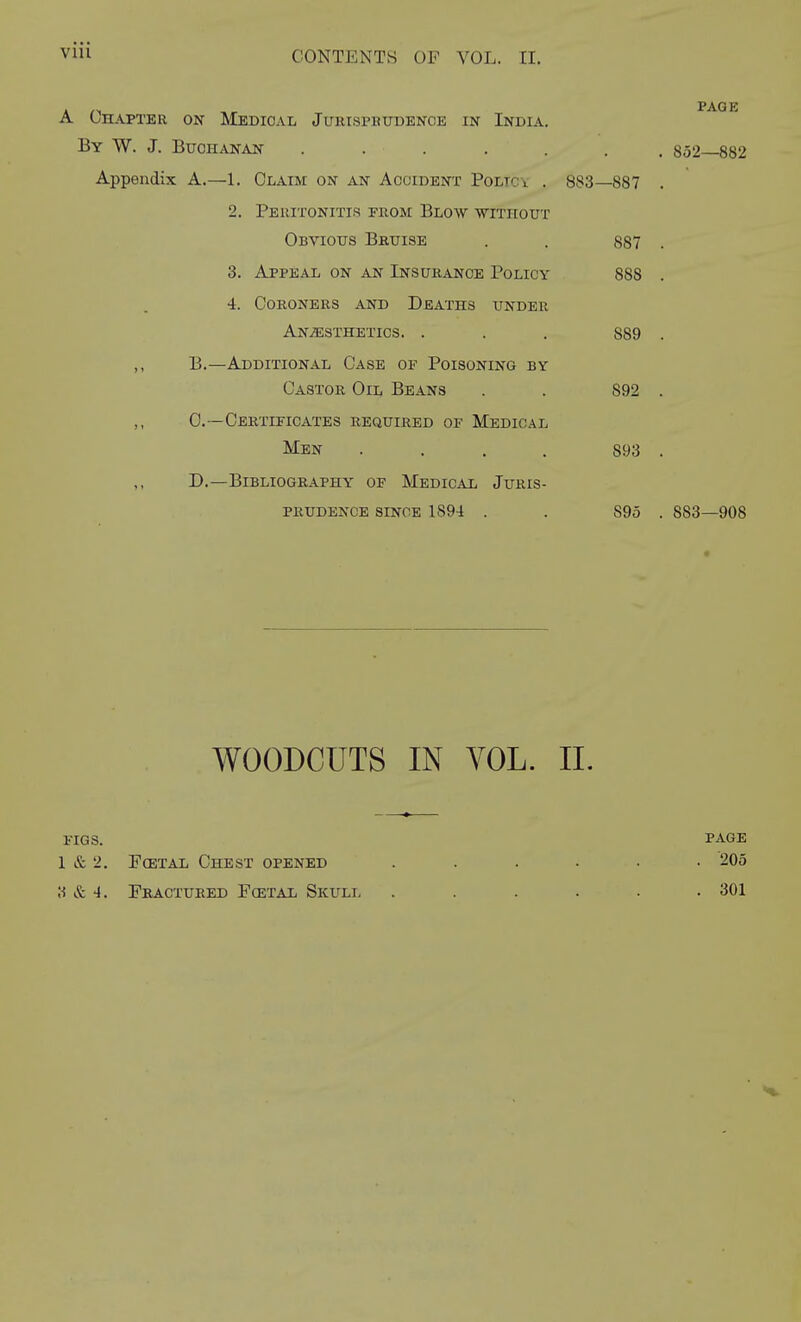 viii CONTENTS OF VOL. II.
PAGE
A Chapter on Medical Jurisprudence in India.
By W. J. Buchanan . . . . . . . 852—882
Appendix A.—1. Claim on an Accident Policy . 883—887 .
2. Peritonitis from Blow without
Obvious Bruise . . 887 .
3. Appeal on an Insurance Policy 888 .
4. Coroners and Deaths under
Anæsthetics. . . . 889 .
,, B.—Additional Case of Poisoning by
Castor Oil Beans . . 892 .
,, C.—Certificates required of Medical
Men . . . . 893 .
,, D.—Bibliography of Medical Juris-
prudence since 1894 . . 895 . 883—908
WOODCUTS IN VOL. II.
FIGS. PAGE
1 & 2. Fœtal Chest opened . . . . . . 205
3 & 4. Fractured Fœtal Skull . . . . . . 301